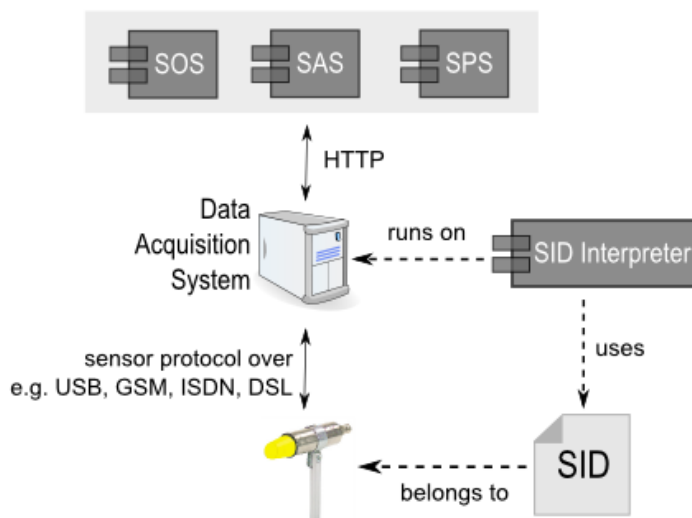 SOS
SAS
SPS
HTTP
Data
Acquisition
System
runs on
SID Interpreter
sensor protocol over
e.g. USB, GSM, ISDN, DSL
uses
SID
belongs to